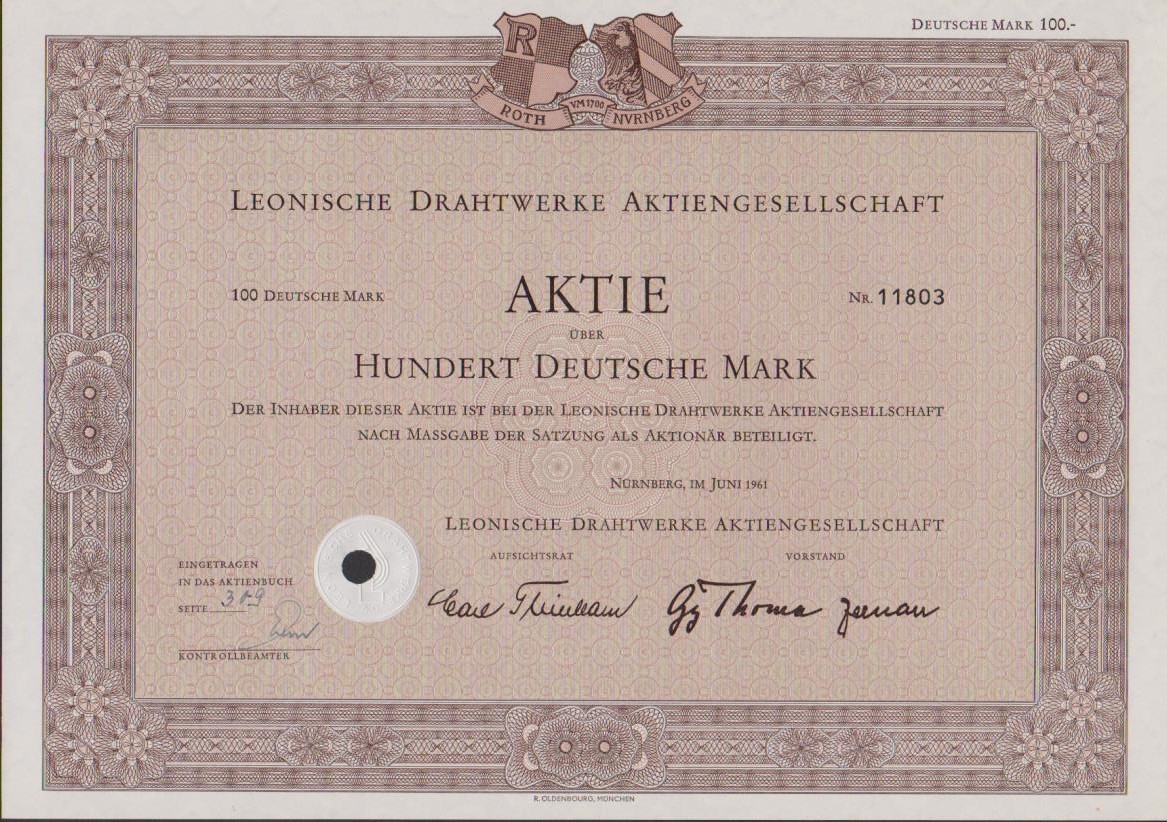 DEUTSCHE MARK 100.-
R
ROTH VM 1700 NVRNBERG
LEONISCHE DRAHTWERKE AKTIENGESELLSCHAFT
100 DEUTSCHE MARK AKTIE NR. 11803
ÜBER
HUNDERT DEUTSCHE MARK
DER INHABER DIESER AKTIE IST BEI DER LEONISCHE DRAHTWERKE AKTIENGESELLSCHAFT
NACH MASSGABE DER SATZUNG ALS AKTIONÄR BETEILIGT.
NÜRNBERG, IM JUNI 1961
LEONISCHE DRAHTWERKE AKTIENGESELLSCHAFT
AUFSICHTSRAT VORSTAND
EINGETRAGEN
IN DAS AKTIENBUCH
SEITE 309
KONTROLLBEAMTER
R. OLDENBOURG, MÜNCHEN